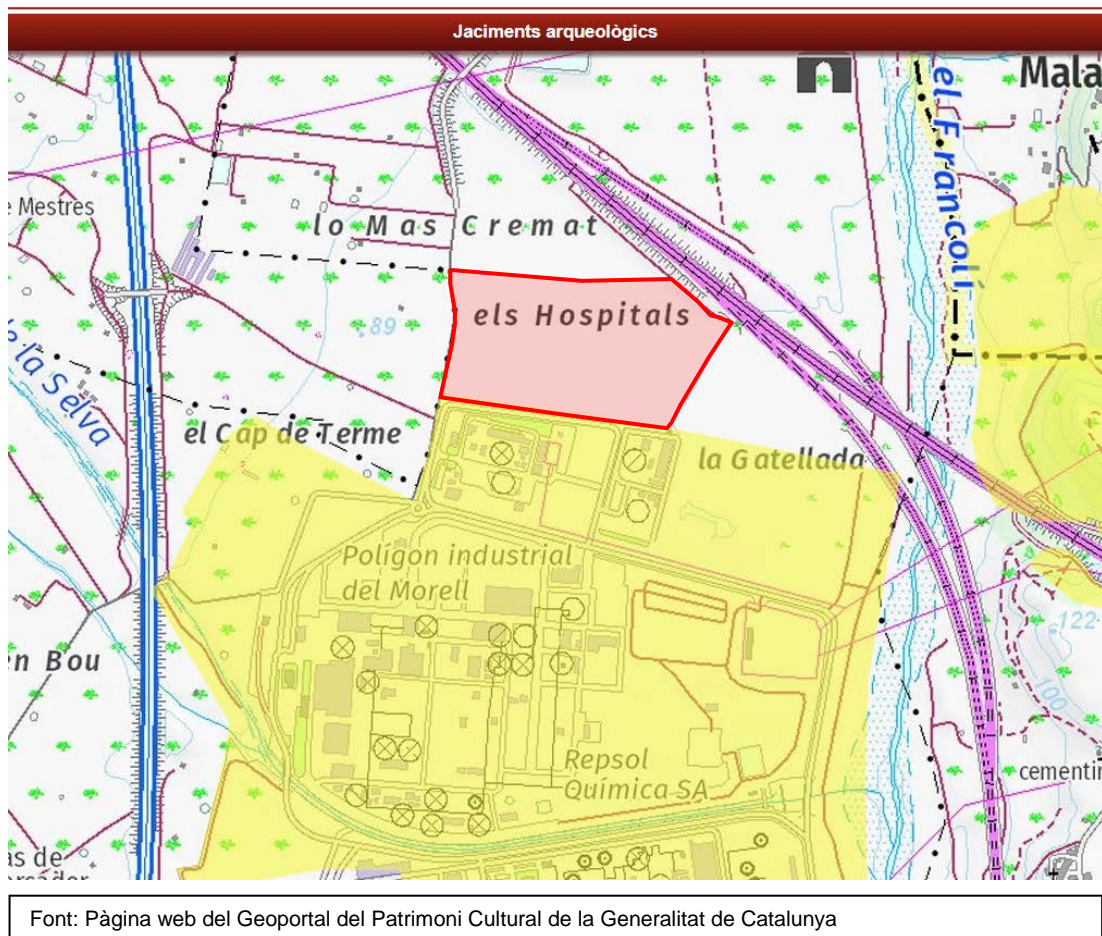 Jaciments arqueològics
Mala
el Francolí
Mestres
lo Mas Cremat
els Hospitals
89
la Selva
el Cap de Terme
la Gatellada
Polígon industrial
del Morell
122
en Bou
100
Repsol
Química SA
cementiri
as de
Font: Pàgina web del Geoportal del Patrimoni Cultural de la Generalitat de Catalunya